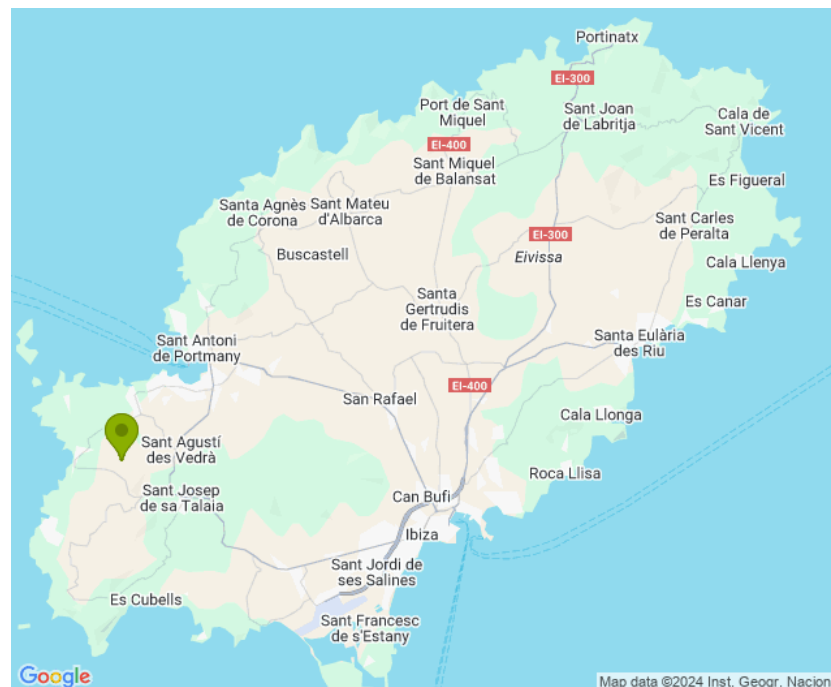 Portinatx
EI-300
Port de Sant
Miquel
Sant Joan
de Labritja
Cala de
Sant Vicent
EI-400
Sant Miquel
de Balansat
Es Figueral
Santa Agnès
de Corona
Sant Mateu
d'Albarca
Sant Carles
de Peralta
EI-300
Buscastell
Eivissa
Cala Llenya
Santa
Gertrudis
de Fruitera
Es Canar
Sant Antoni
de Portmany
Santa Eulària
des Riu
EI-400
San Rafael
Cala Llonga
Sant Agustí
des Vedrà
Roca Llisa
Sant Josep
de sa Talaia
Can Bufi
Ibiza
Sant Jordi de
ses Salines
Es Cubells
Sant Francesc
de s'Estany
Google
Map data ©2024 Inst. Geogr. Nacion